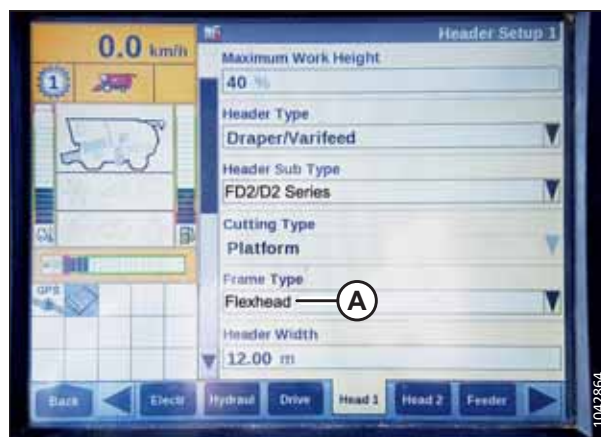 0.0 km/h
Header Setup 1
Maximum Work Height
40 %
1
Header Type
Draper/Varifeed
Header Sub Type
FD2/D2 Series
Cutting Type
Platform
Frame Type
Flexhead
A
GPS
Header Width
12.00 m
Back
Electr
Hydraul
Drive
Head 1
Head 2
Feeder
1042864